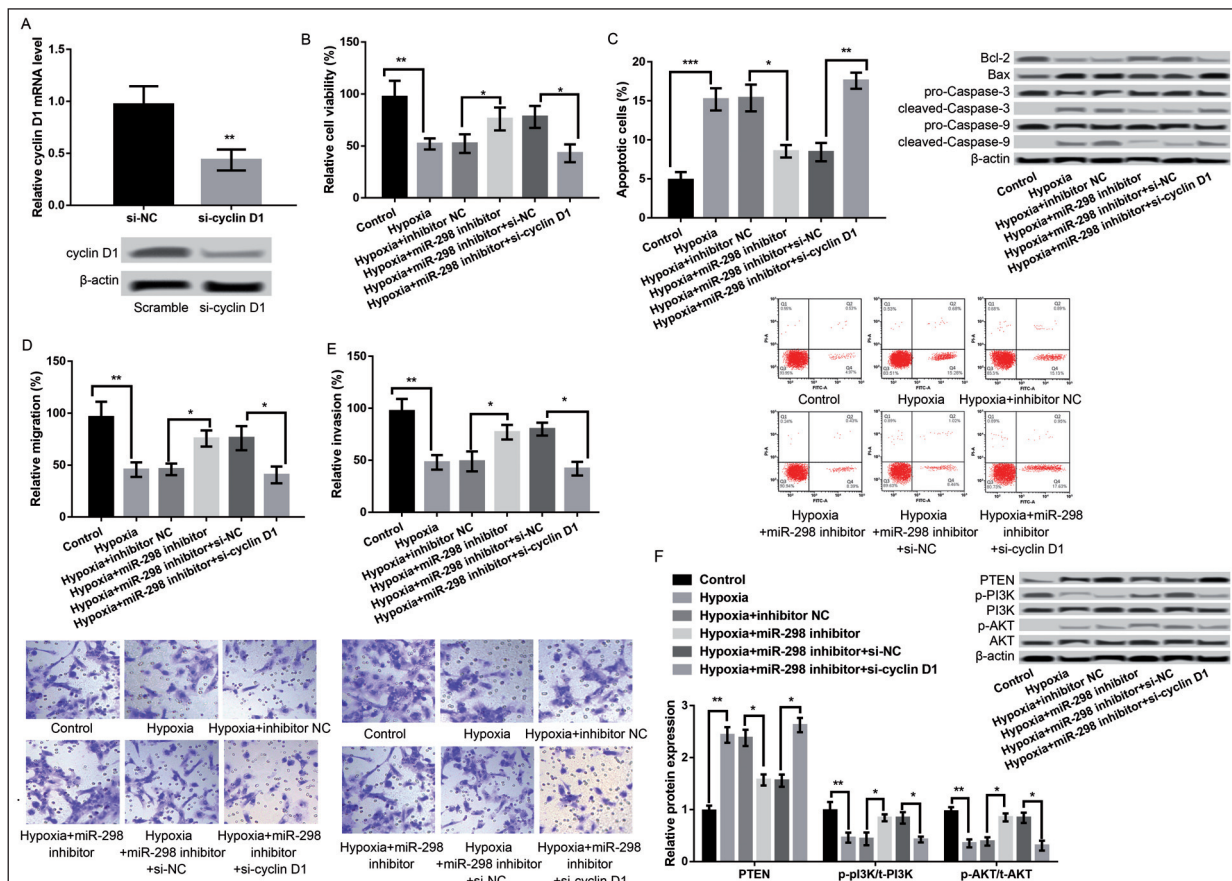 A
Relative cyclin D1 mRNA level
1.5
1.0
0.5
0.0
**
si-NC
si-cyclin D1
cyclin D1
β-actin
Scramble
si-cyclin D1
B
Relative cell viability (%)
150
100
50
0
**
*
*
Control
Hypoxia
Hypoxia+inhibitor NC
Hypoxia+miR-298 inhibitor
Hypoxia+miR-298 inhibitor+si-NC
Hypoxia+miR-298 inhibitor+si-cyclin D1
C
Apoptotic cells (%)
20
15
10
5
0
***
*
**
Control
Hypoxia
Hypoxia+inhibitor NC
Hypoxia+miR-298 inhibitor
Hypoxia+miR-298 inhibitor+si-NC
Hypoxia+miR-298 inhibitor+si-cyclin D1
Bcl-2
Bax
pro-Caspase-3
cleaved-Caspase-3
pro-Caspase-9
cleaved-Caspase-9
β-actin
Control
Hypoxia
Hypoxia+inhibitor NC
Hypoxia+miR-298 inhibitor
Hypoxia+miR-298 inhibitor+si-NC
Hypoxia+miR-298 inhibitor+si-cyclin D1
Control
Hypoxia
Hypoxia+inhibitor NC
Hypoxia
+miR-298 inhibitor
Hypoxia
+miR-298 inhibitor
+si-NC
Hypoxia+miR-298
inhibitor
+si-cyclin D1
D
Relative migration (%)
150
100
50
0
**
*
*
Control
Hypoxia
Hypoxia+inhibitor NC
Hypoxia+miR-298 inhibitor
Hypoxia+miR-298 inhibitor+si-NC
Hypoxia+miR-298 inhibitor+si-cyclin D1
Control
Hypoxia
Hypoxia+inhibitor NC
Hypoxia+miR-298
inhibitor
Hypoxia
+miR-298 inhibitor
+si-NC
Hypoxia+miR-298
inhibitor
+si-cyclin D1
E
Relative invasion (%)
150
100
50
0
**
*
*
Control
Hypoxia
Hypoxia+inhibitor NC
Hypoxia+miR-298 inhibitor
Hypoxia+miR-298 inhibitor+si-NC
Hypoxia+miR-298 inhibitor+si-cyclin D1
Control
Hypoxia
Hypoxia+inhibitor NC
Hypoxia+miR-298
inhibitor
Hypoxia
+miR-298 inhibitor
+si-NC
Hypoxia+miR-298
inhibitor
+si-cyclin D1
F
Control
Hypoxia
Hypoxia+inhibitor NC
Hypoxia+miR-298 inhibitor
Hypoxia+miR-298 inhibitor+si-NC
Hypoxia+miR-298 inhibitor+si-cyclin D1
Relative protein expression
3
2
1
0
**
*
*
**
*
*
**
*
*
PTEN
p-pI3K/t-PI3K
p-AKT/t-AKT
PTEN
p-PI3K
PI3K
p-AKT
AKT
β-actin
Control
Hypoxia
Hypoxia+inhibitor NC
Hypoxia+miR-298 inhibitor
Hypoxia+miR-298 inhibitor+si-NC
Hypoxia+miR-298 inhibitor+si-cyclin D1